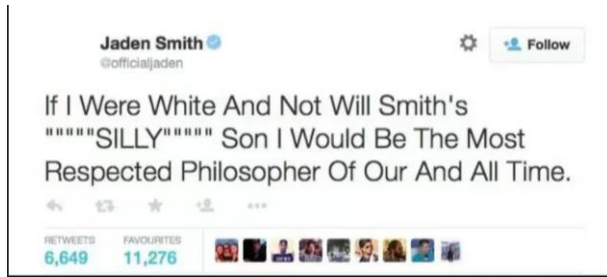 Jaden Smith
@officialjaden
Follow
If I Were White And Not Will Smith's
"""""SILLY""""" Son I Would Be The Most
Respected Philosopher Of Our And All Time.
RETWEETS FAVOURITES
6,649 11,276